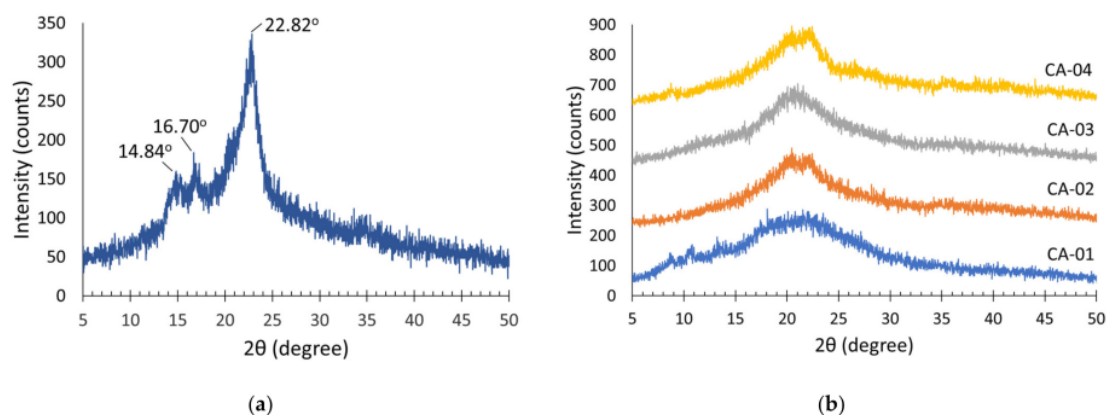 350
300
250
200
150
100
50
0
Intensity (counts)
22.82°
16.70°
14.84°
5 10 15 20 25 30 35 40 45 50
2θ (degree)
(a)
900
800
700
600
500
400
300
200
100
0
Intensity (counts)
CA-04
CA-03
CA-02
CA-01
5 10 15 20 25 30 35 40 45 50
2θ (degree)
(b)